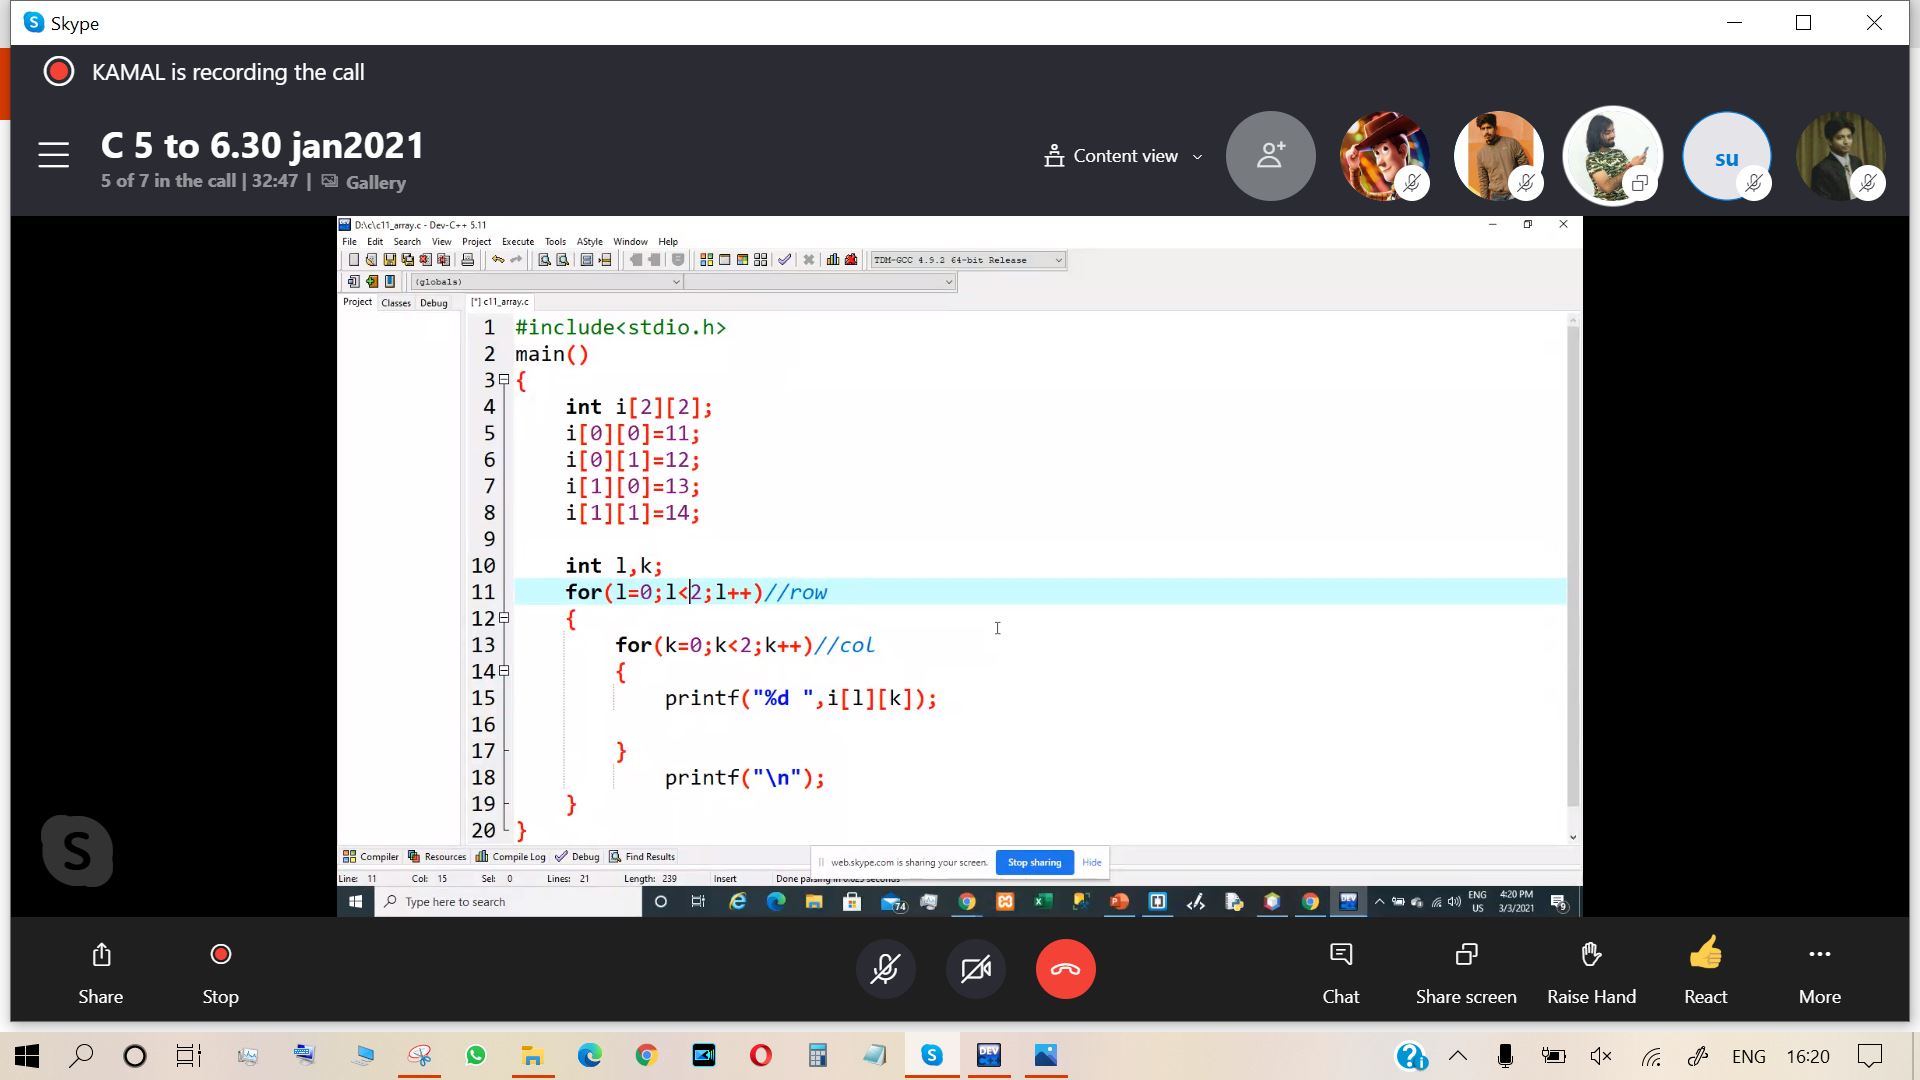 Skype
KAMAL is recording the call
C 5 to 6.30 jan2021
5 of 7 in the call | 32:47 | Gallery
Content view
su
D:\c\c11_array.c - Dev-C++ 5.11
File Edit Search View Project Execute Tools AStyle Window Help
TDM-GCC 4.9.2 64-bit Release
(globals)
Project Classes Debug [*] c11_array.c
1 #include<stdio.h>
2 main()
3 {
4 int i[2][2];
5 i[0][0]=11;
6 i[0][1]=12;
7 i[1][0]=13;
8 i[1][1]=14;
9
10 int l,k;
11 for(l=0;l<2;l++)//row
12 {
13 for(k=0;k<2;k++)//col
14 {
15 printf("%d ",i[l][k]);
16
17 }
18 printf("\n");
19 }
20 }
Compiler Resources Compile Log Debug Find Results
web.skype.com is sharing your screen. Stop sharing Hide
Line: 11 Col: 15 Sel: 0 Lines: 21 Length: 239 Insert Done parsing in 0.025 seconds
Type here to search
74
DEV
ENG
US
4:20 PM
3/3/2021
9
Share
Stop
Chat
Share screen
Raise Hand
React
More
DEV
ENG 16:20